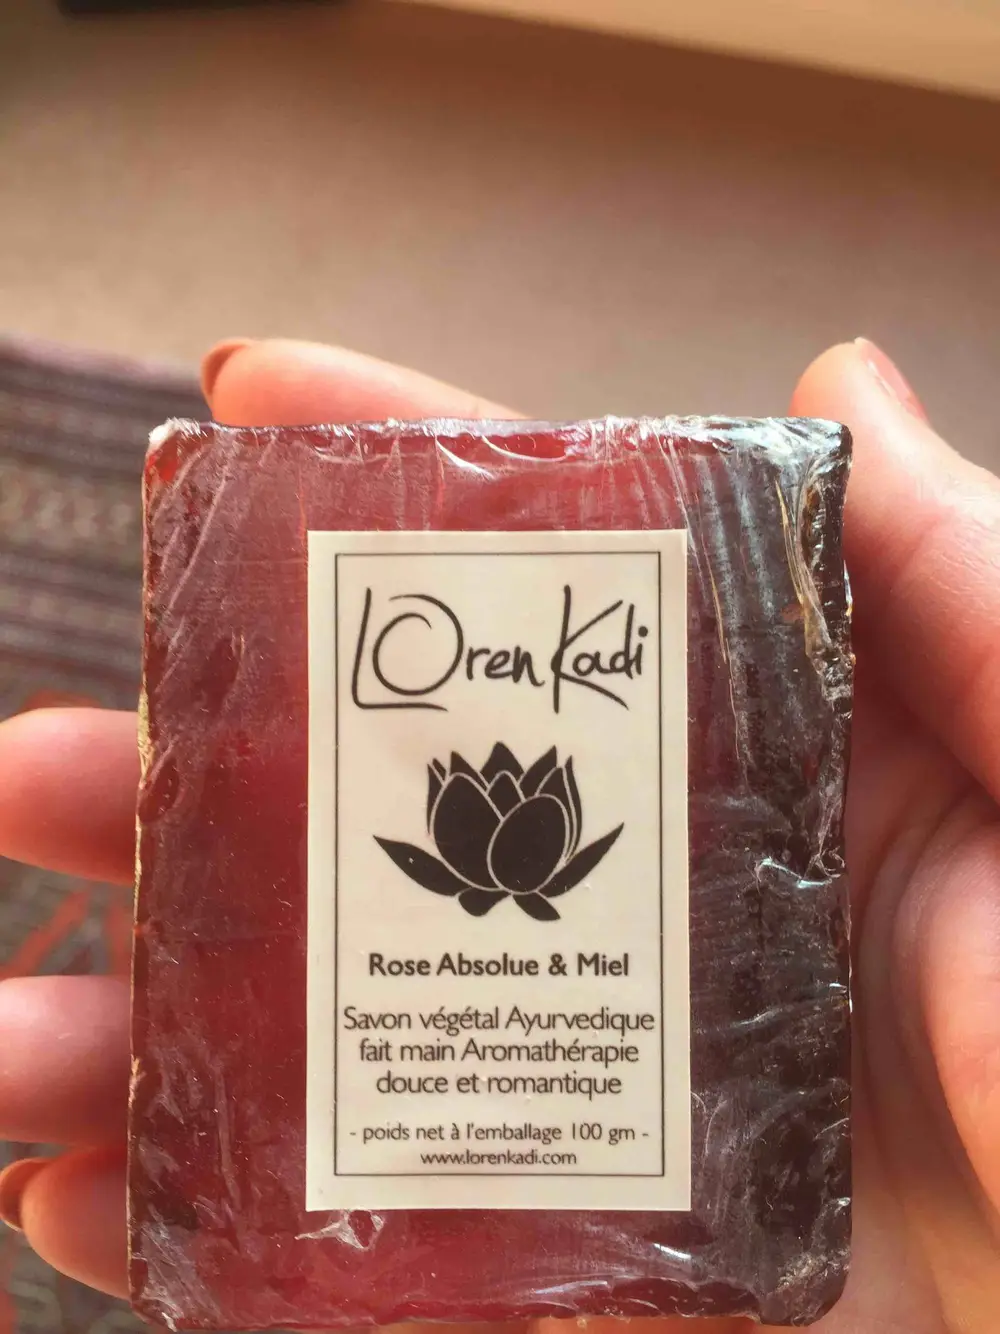 Loren Kadi
Rose Absolue & Miel
Savon végétal Ayurvedique
fait main Aromathérapie
douce et romantique
- poids net à l'emballage 100 gm -
www.lorenkadi.com